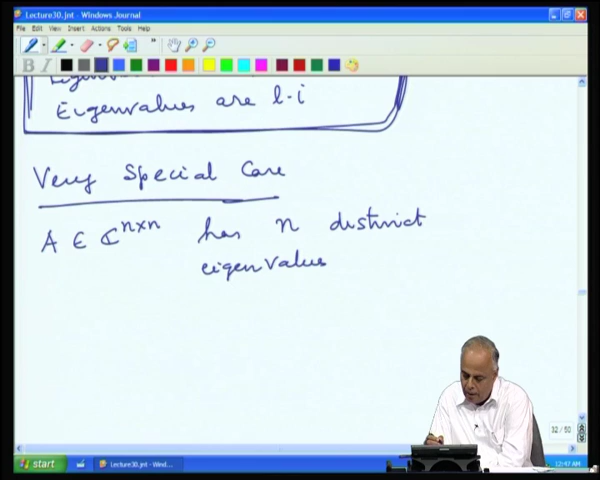 Lecture30.jnt - Windows Journal
File Edit View Insert Actions Tools Help
B I
Eigenvalues are l.i
Very Special Case
A ∈ ℂⁿˣⁿ has n distinct
eigenvalues
32 / 50
start
Lecture30.jnt - Wind...
12:47 AM